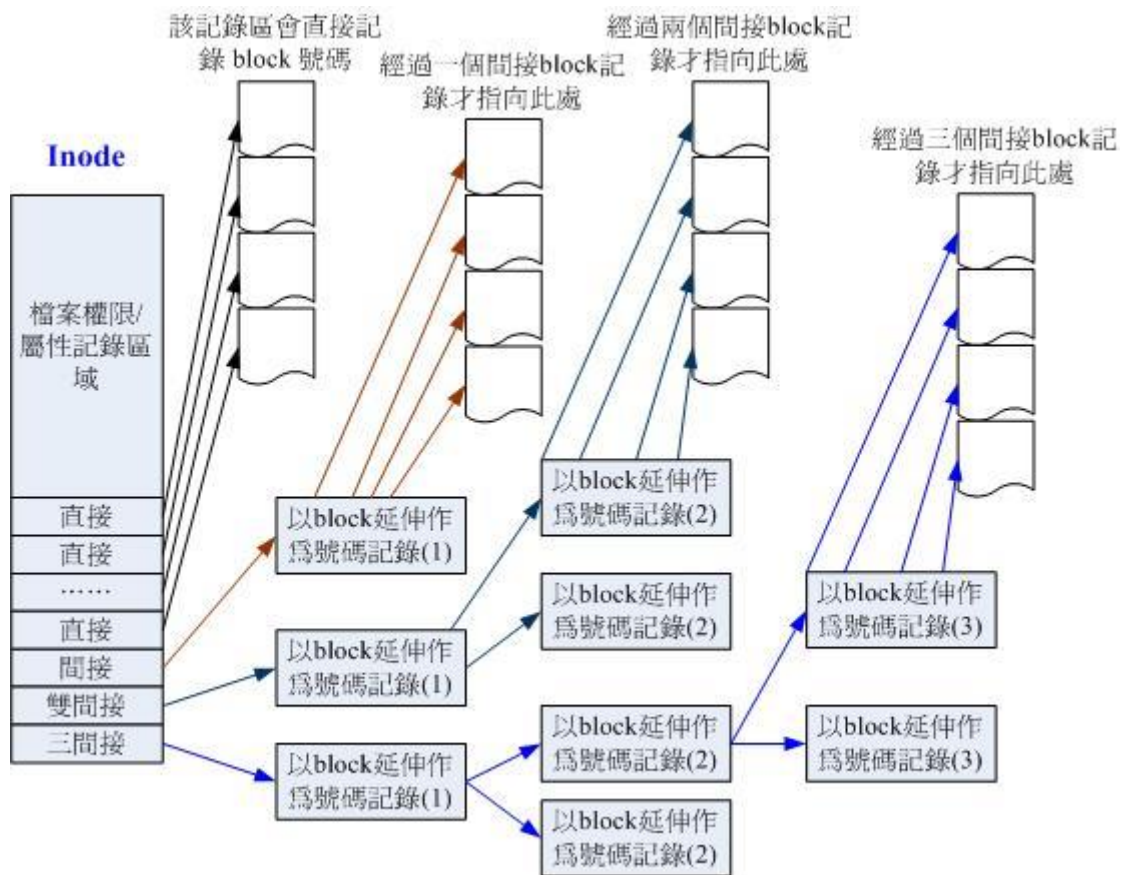 該記錄區會直接記
錄 block 號碼
經過一個間接block記
錄才指向此處
經過兩個間接block記
錄才指向此處
經過三個間接block記
錄才指向此處
Inode
檔案權限/
屬性記錄區
域
直接
直接
……
直接
間接
雙間接
三間接
以block延伸作
爲號碼記錄(1)
以block延伸作
爲號碼記錄(1)
以block延伸作
爲號碼記錄(1)
以block延伸作
爲號碼記錄(2)
以block延伸作
爲號碼記錄(2)
以block延伸作
爲號碼記錄(2)
以block延伸作
爲號碼記錄(2)
以block延伸作
爲號碼記錄(3)
以block延伸作
爲號碼記錄(3)